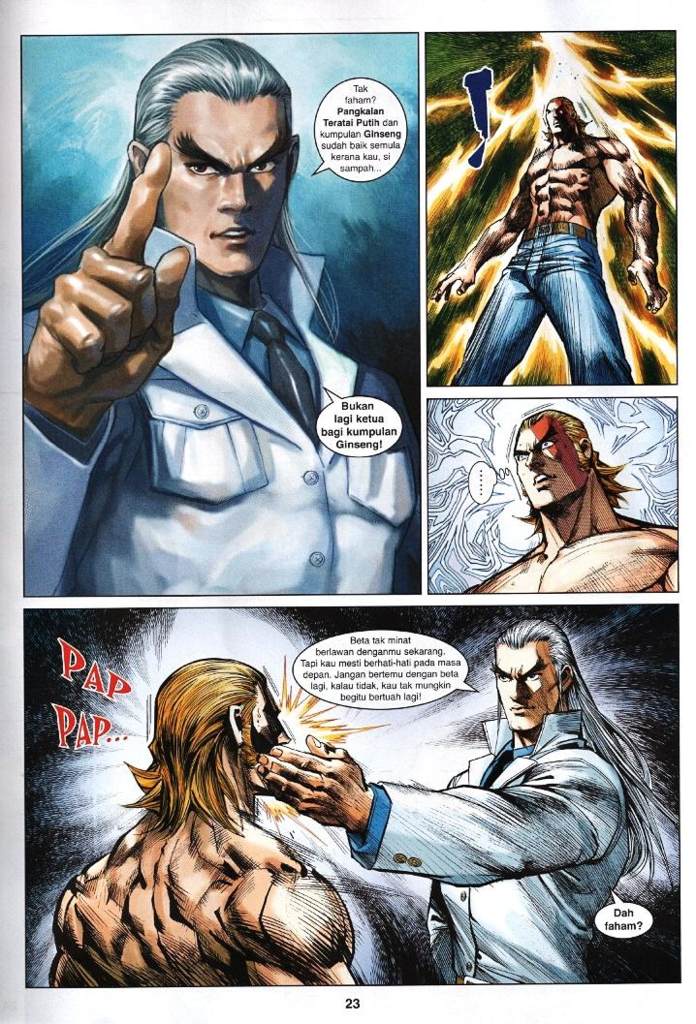 Tak
faham?
Pangkalan
Teratai Putih dan
kumpulan Ginseng
sudah baik semula
kerana kau, si
sampah...
Bukan
lagi ketua
bagi kumpulan
Ginseng!
!
......
PAP
PAP...
Beta tak minat
berlawan denganmu sekarang.
Tapi kau mesti berhati-hati pada masa
depan. Jangan bertemu dengan beta
lagi, kalau tidak, kau tak mungkin
begitu bertuah lagi!
Dah
faham?
23